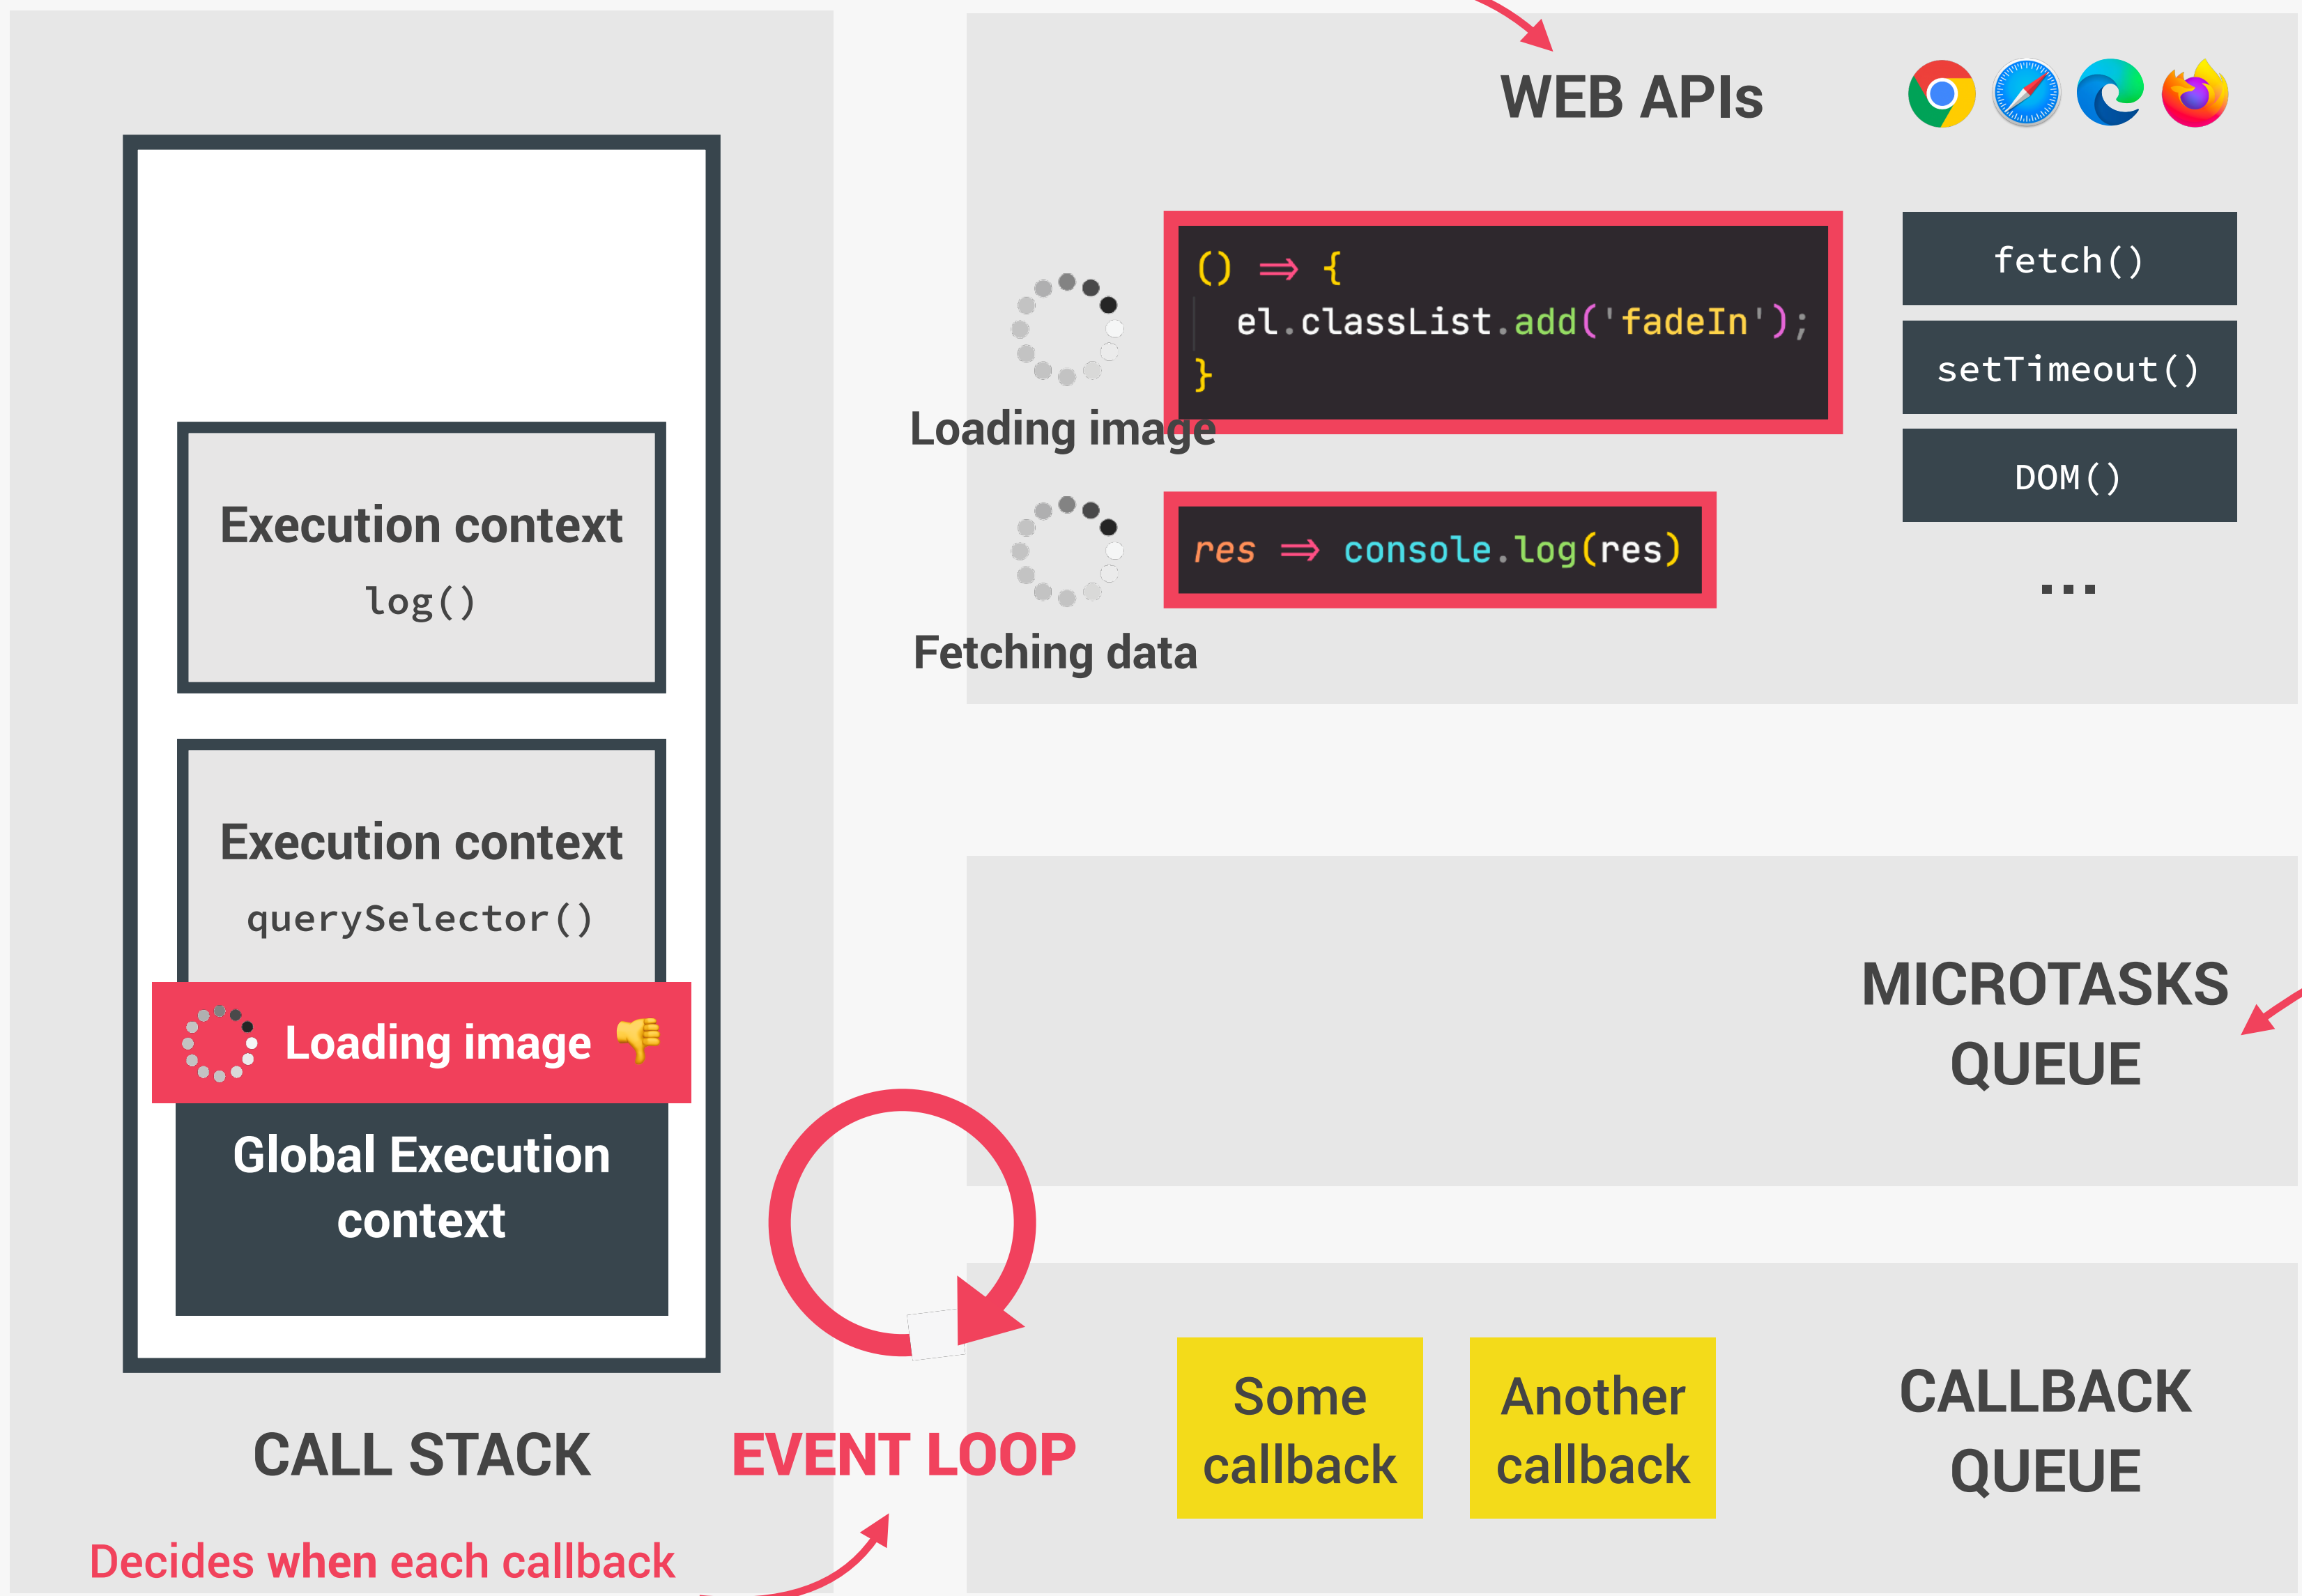 WEB APIs
() => {
el.classList.add('fadeIn');
}
Loading image
res => console.log(res)
Fetching data
fetch()
setTimeout()
DOM()
...
Execution context
log()
Execution context
querySelector()
Loading image
Global Execution
context
CALL STACK
EVENT LOOP
Decides when each callback
MICROTASKS
QUEUE
Some
callback
Another
callback
CALLBACK
QUEUE